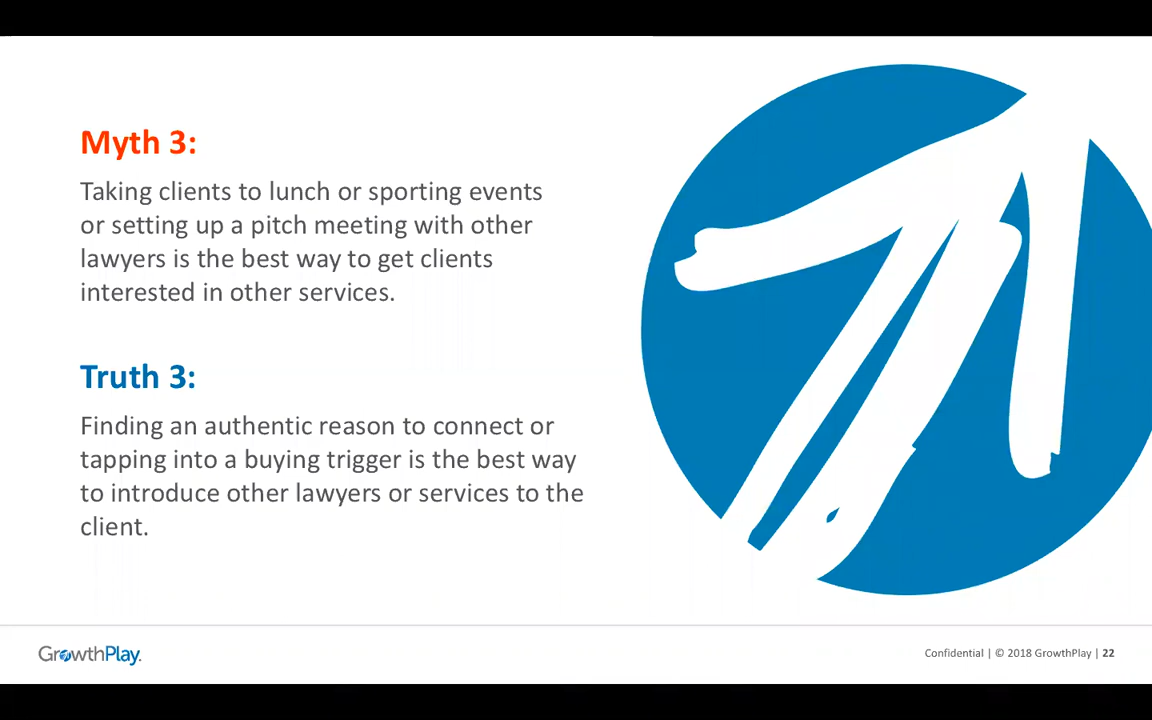 Myth 3:
Taking clients to lunch or sporting events
or setting up a pitch meeting with other
lawyers is the best way to get clients
interested in other services.
Truth 3:
Finding an authentic reason to connect or
tapping into a buying trigger is the best way
to introduce other lawyers or services to the
client.
GrowthPlay.
Confidential | © 2018 GrowthPlay | 22